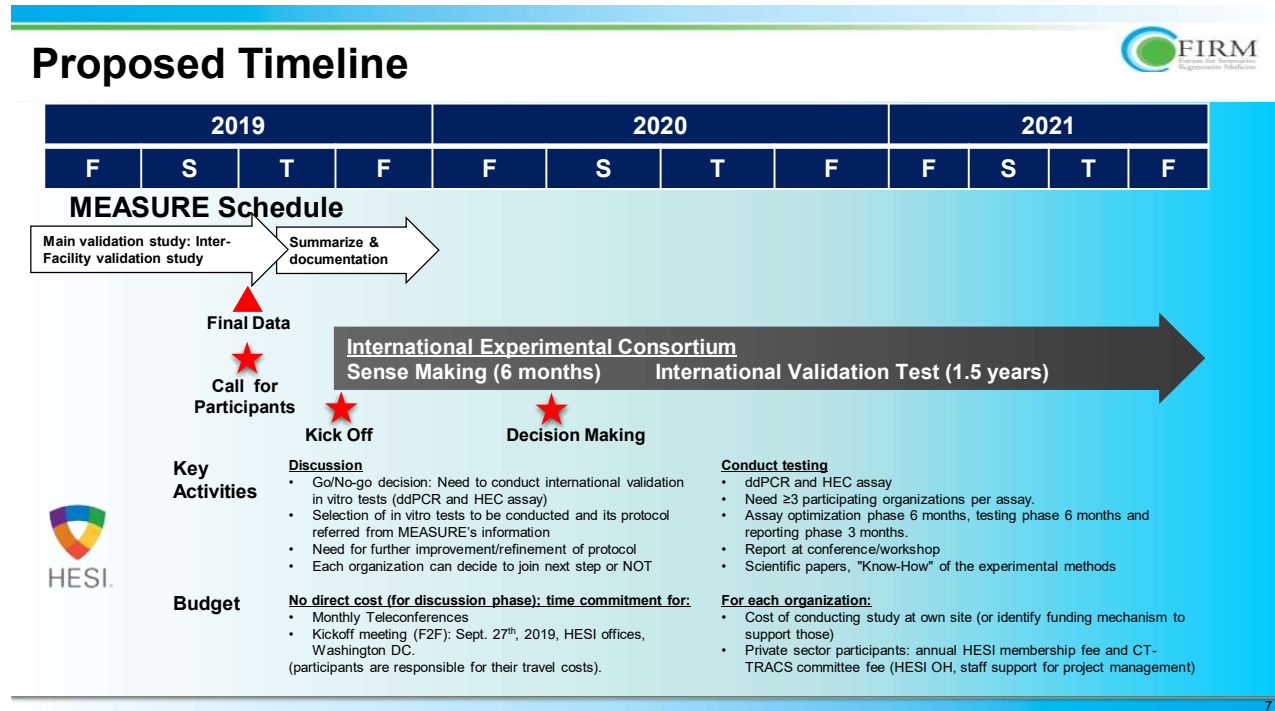 Proposed Timeline
FIRM
Forum for Innovative
Regenerative Medicine
2019 2020 2021
F S T F F S T F F S T F
MEASURE Schedule
Main validation study: Inter-
Facility validation study
Summarize &
documentation
Final Data
Call for
Participants
International Experimental Consortium
Sense Making (6 months) International Validation Test (1.5 years)
Kick Off
Decision Making
Key
Activities
Discussion
• Go/No-go decision: Need to conduct international validation
in vitro tests (ddPCR and HEC assay)
• Selection of in vitro tests to be conducted and its protocol
referred from MEASURE's information
• Need for further improvement/refinement of protocol
• Each organization can decide to join next step or NOT
Conduct testing
• ddPCR and HEC assay
• Need ≥3 participating organizations per assay.
• Assay optimization phase 6 months, testing phase 6 months and
reporting phase 3 months.
• Report at conference/workshop
• Scientific papers, "Know-How" of the experimental methods
HESI.
Budget
No direct cost (for discussion phase); time commitment for:
• Monthly Teleconferences
• Kickoff meeting (F2F): Sept. 27th, 2019, HESI offices,
Washington DC.
(participants are responsible for their travel costs).
For each organization:
• Cost of conducting study at own site (or identify funding mechanism to
support those)
• Private sector participants: annual HESI membership fee and CT-
TRACS committee fee (HESI OH, staff support for project management)
7